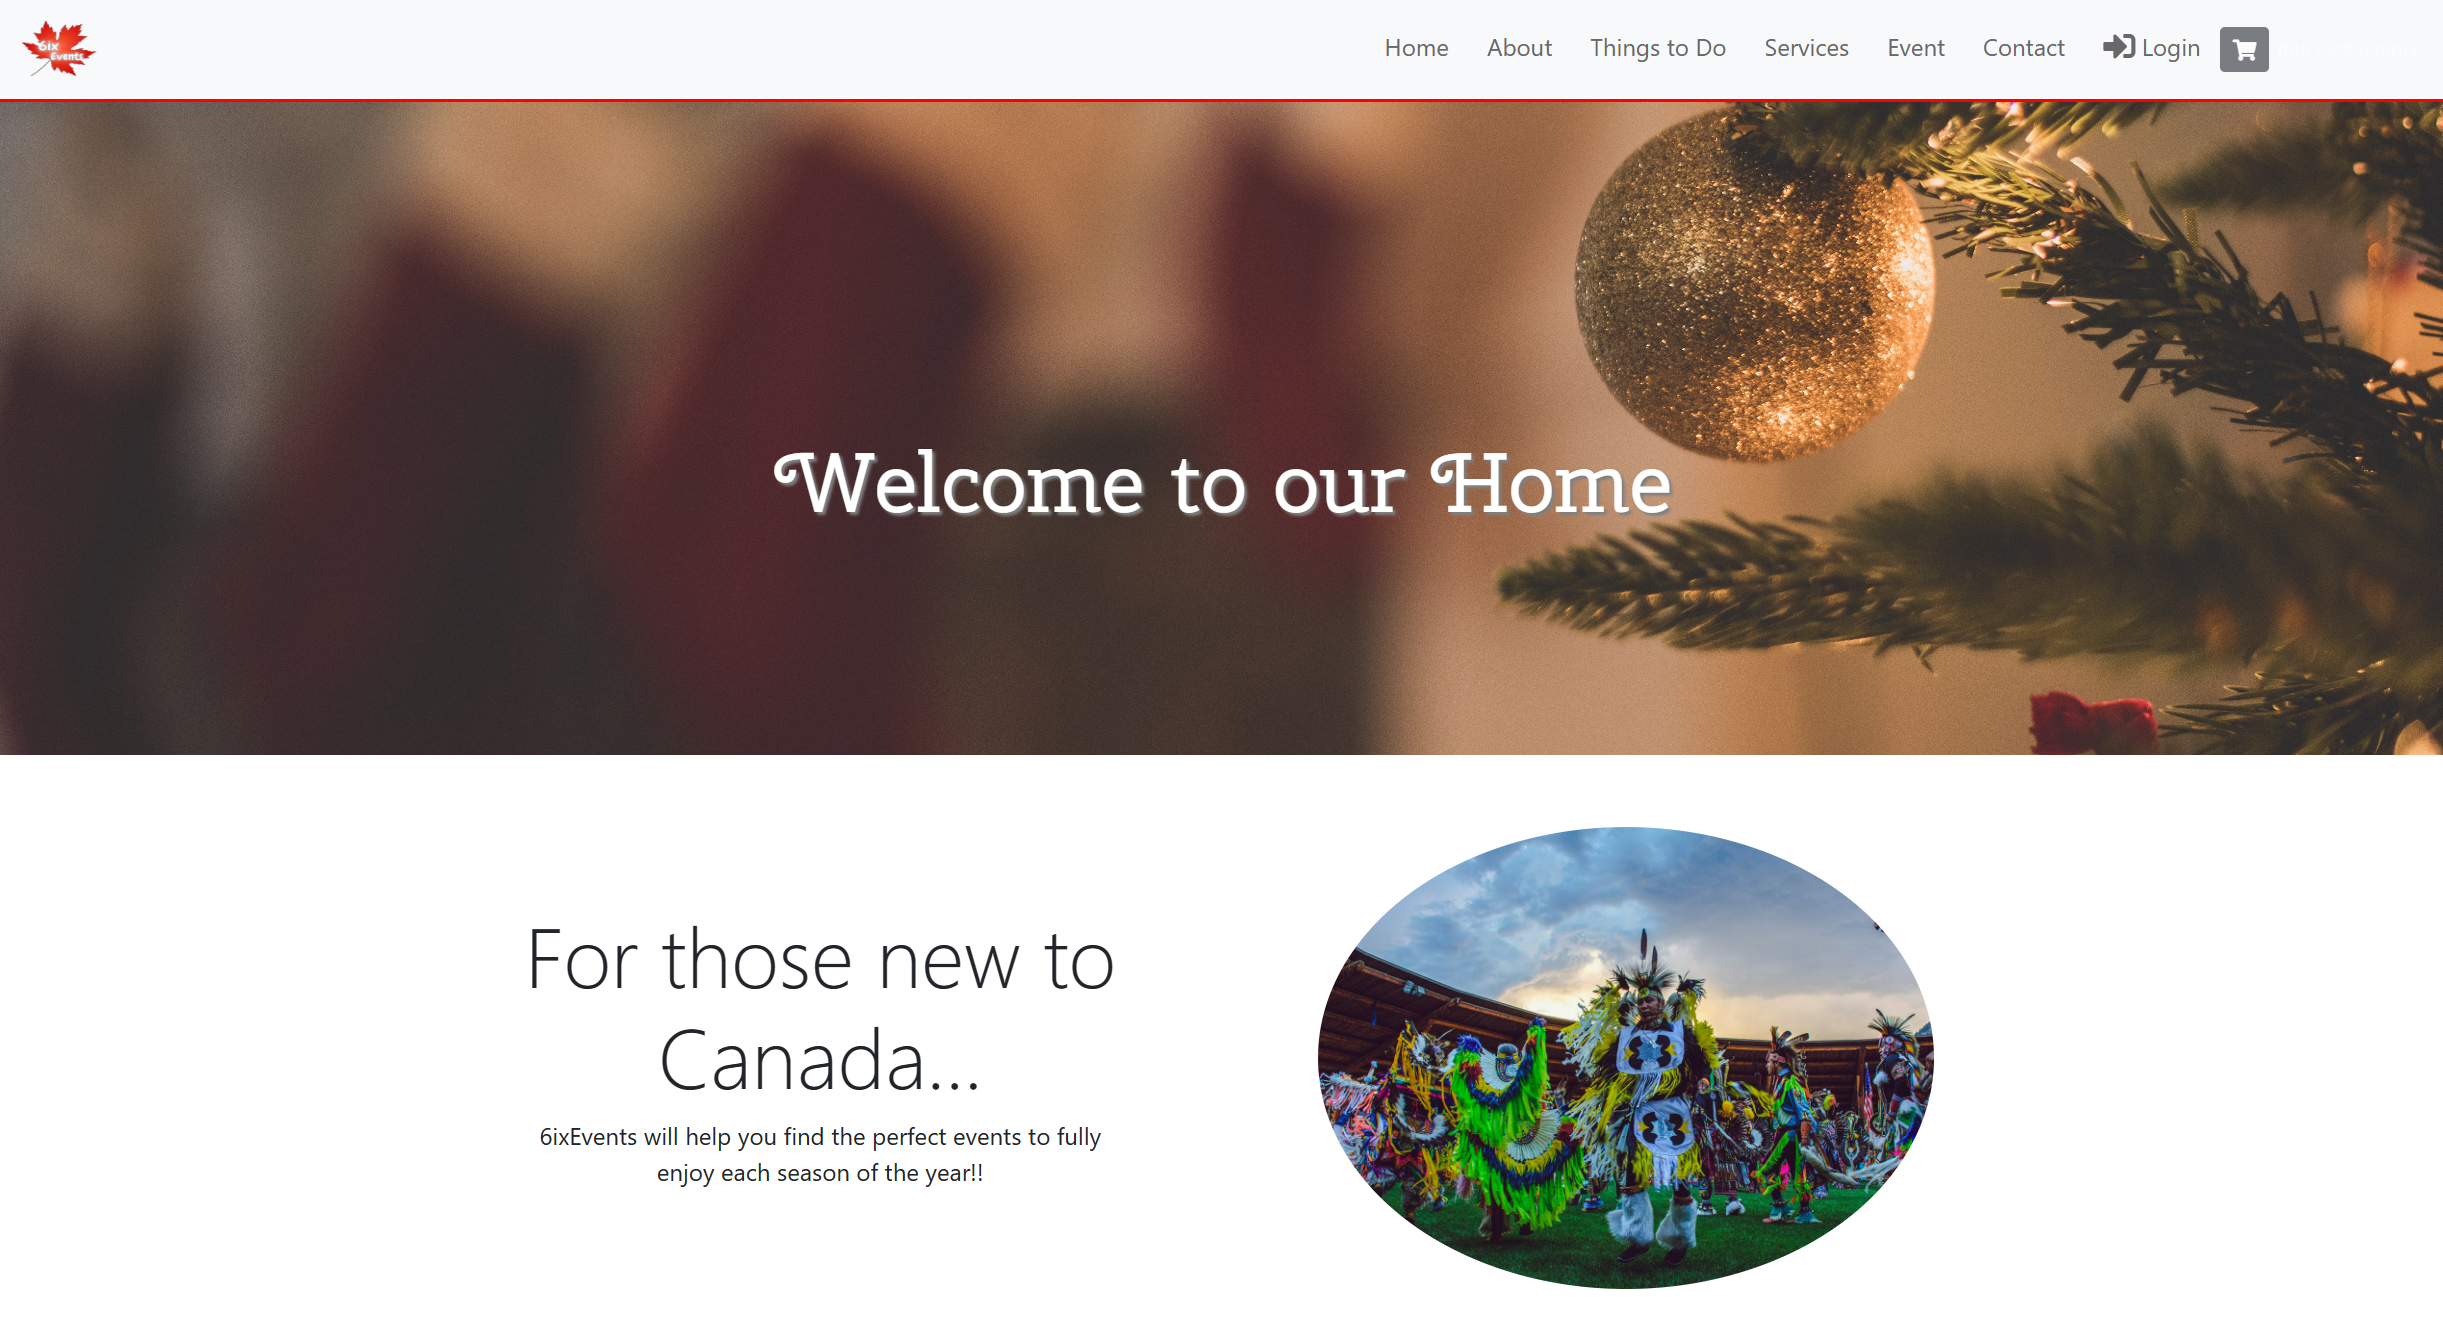 6ix
Events
Home About Things to Do Services Event Contact Login
Welcome to our Home
For those new to
Canada...
6ixEvents will help you find the perfect events to fully
enjoy each season of the year!!